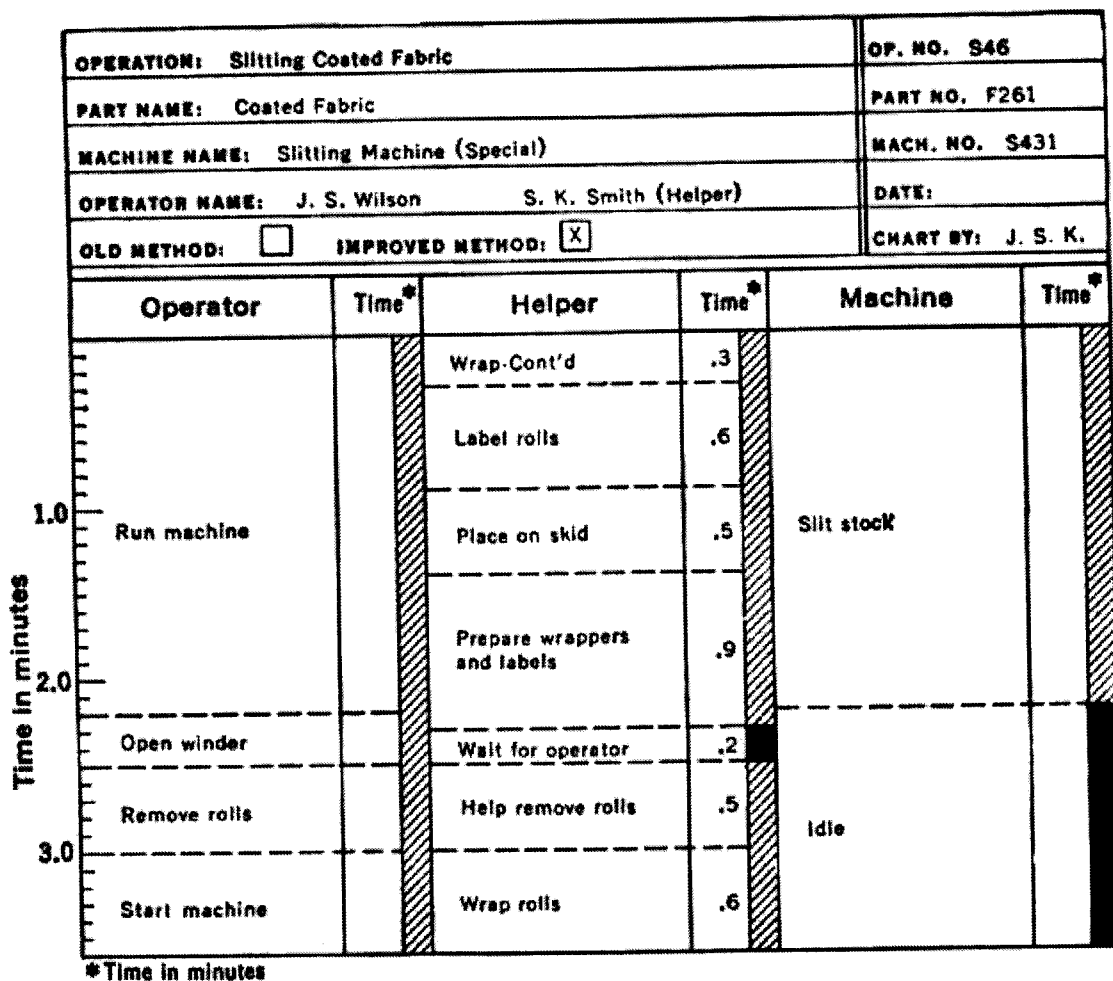 OPERATION: Slitting Coated Fabric
OP. NO. S46
PART NAME: Coated Fabric
PART NO. F261
MACHINE NAME: Slitting Machine (Special)
MACH. NO. S431
OPERATOR NAME: J. S. Wilson S. K. Smith (Helper)
DATE:
OLD METHOD: IMPROVED METHOD: X
CHART BY: J. S. K.
Operator Time* Helper Time* Machine Time*
Wrap-Cont'd .3
Label rolls .6
1.0
Run machine Place on skid .5 Slit stock
Prepare wrappers
and labels .9
2.0
Open winder Wait for operator .2
Remove rolls Help remove rolls .5 Idle
3.0
Start machine Wrap rolls .6
Time in minutes
*Time in minutes